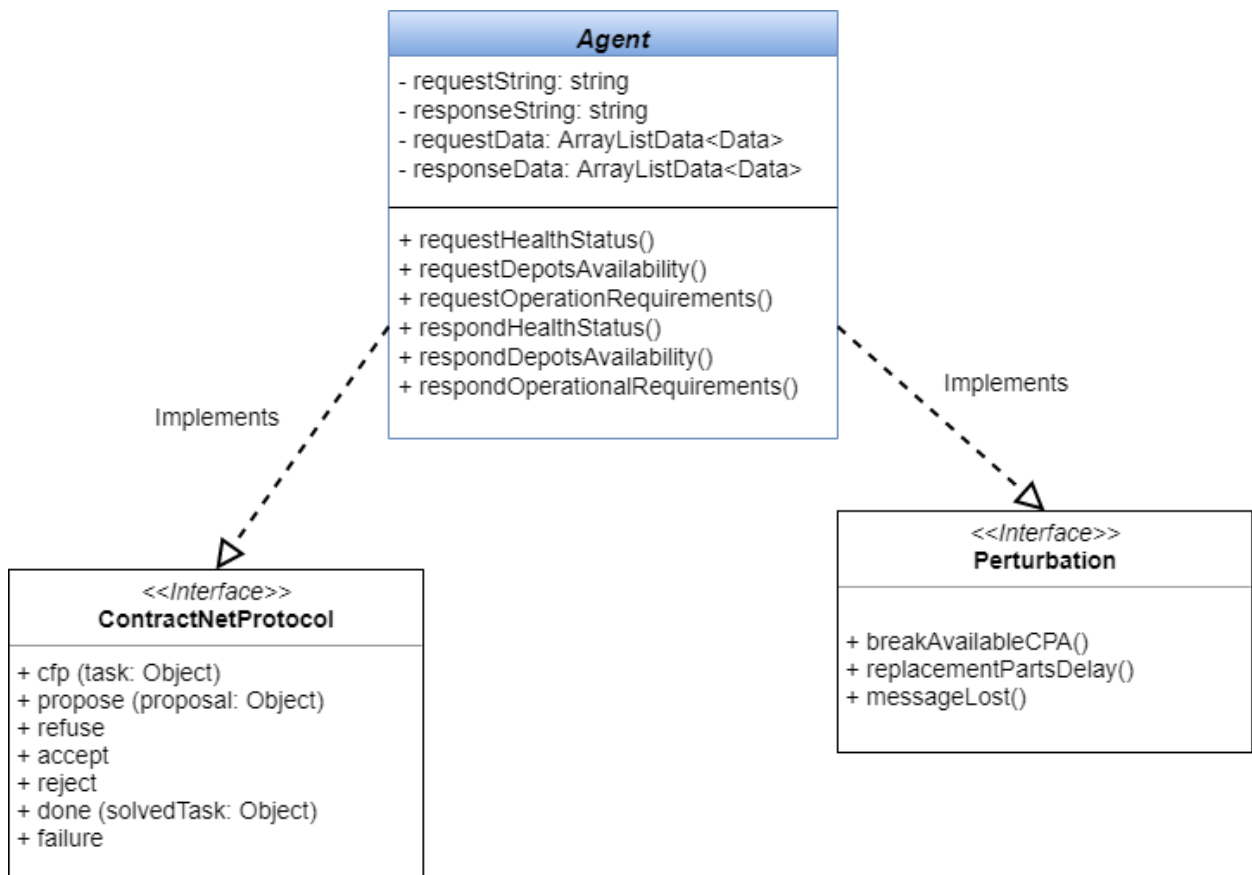 Agent
- requestString: string
- responseString: string
- requestData: ArrayListData<Data>
- responseData: ArrayListData<Data>
+ requestHealthStatus()
+ requestDepotsAvailability()
+ requestOperationRequirements()
+ respondHealthStatus()
+ respondDepotsAvailability()
+ respondOperationalRequirements()
Implements
Implements
<<Interface>>
ContractNetProtocol
+ cfp (task: Object)
+ propose (proposal: Object)
+ refuse
+ accept
+ reject
+ done (solvedTask: Object)
+ failure
<<Interface>>
Perturbation
+ breakAvailableCPA()
+ replacementPartsDelay()
+ messageLost()